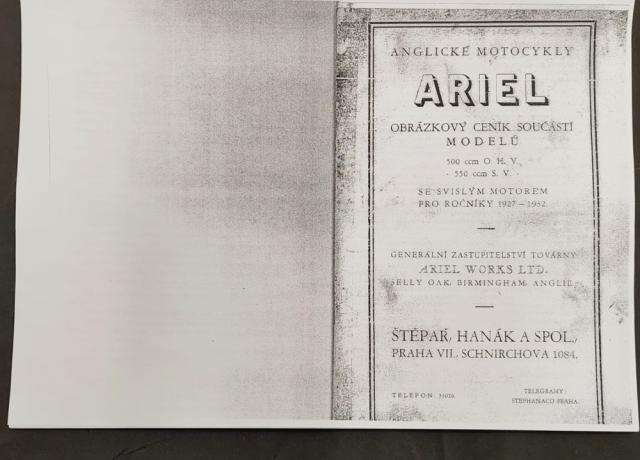 ANGLICKÉ MOTOCYKLY
ARIEL
OBRÁZKOVÝ CENÍK SOUČÁSTÍ
MODELŮ
500 ccm O. H. V.
· 550 ccm S. V. ·
SE SVISLÝM MOTOREM
PRO ROČNÍKY 1927 – 1932.
GENERÁLNÍ ZASTUPITELSTVÍ TOVÁRNY
ARIEL WORKS LTD.
SELLY OAK, BIRMINGHAM, ANGLIE.
ŠTĚPAŘ, HANÁK A SPOL.,
PRAHA VII., SCHNIRCHOVA 1084.
TELEFON:
TELEGRAMY:
STEPHANACO PRAHA.